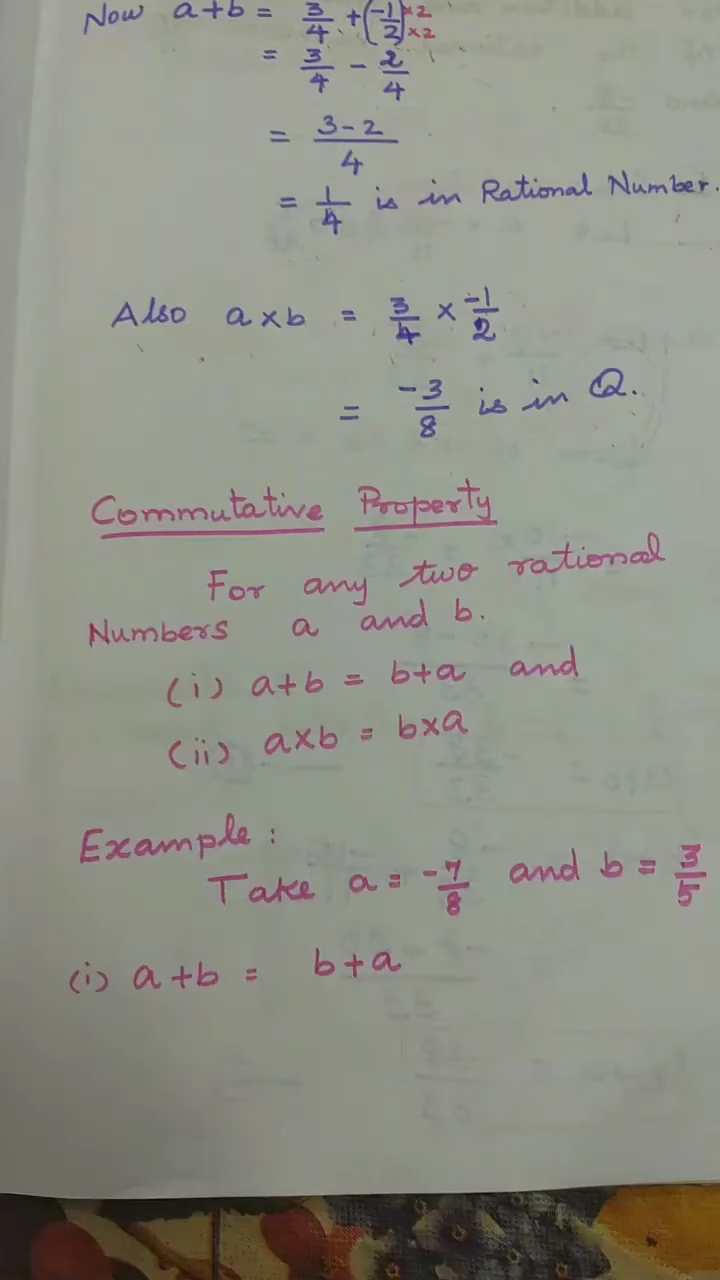 Now a+b = 3/4 + (-1/2) ×2 ×2
= 3/4 - 2/4
= 3-2/4
= 1/4 is in Rational Number.
Also a×b = 3/4 × -1/2
= -3/8 is in Q.
Commutative Property
For any two rational
Numbers a and b.
(i) a+b = b+a and
(ii) a×b = b×a
Example:
Take a = -7/8 and b = 3/5
(i) a+b = b+a